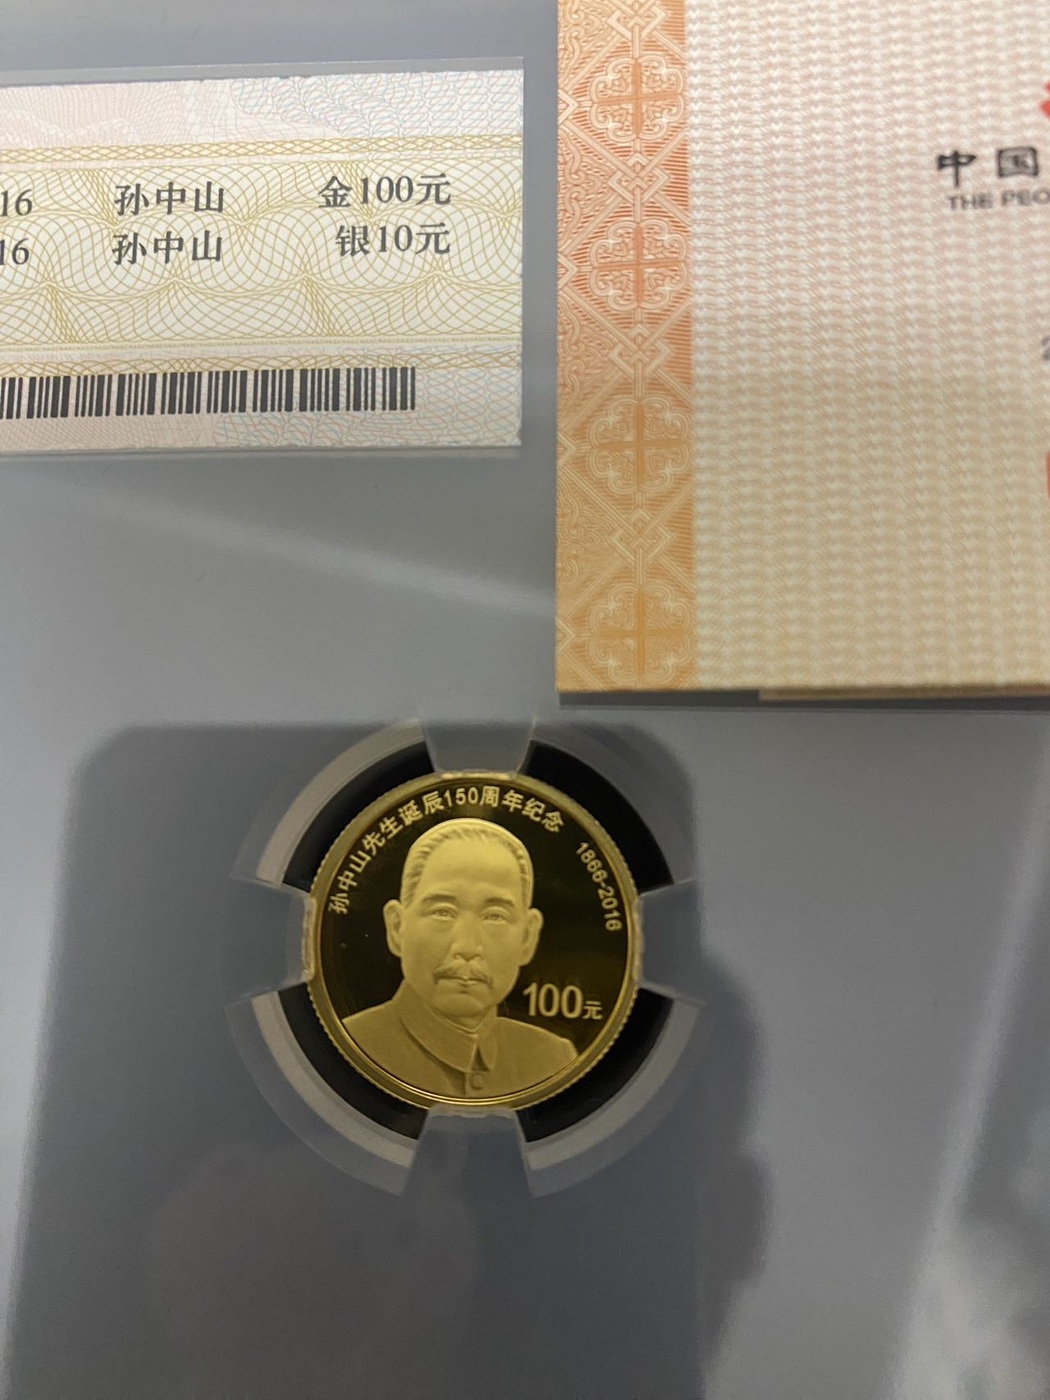 16 孙中山 金100元
16 孙中山 银10元
中国
THE PEO
孙中山先生诞辰150周年纪念
1866-2016
100元